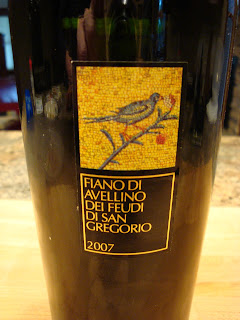 FIANO DI
AVELLINO
DEI FEUDI
DI SAN
GREGORIO
2007